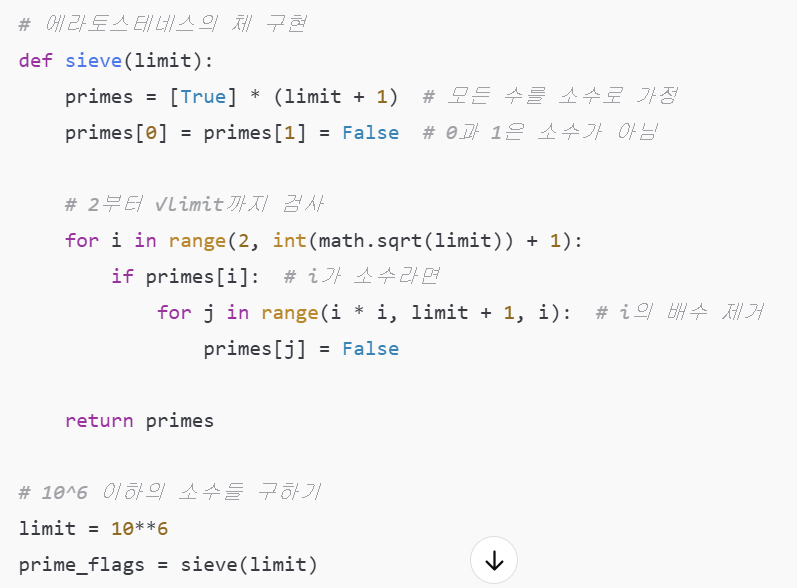 # 에라토스테네스의 체 구현
def sieve(limit):
    primes = [True] * (limit + 1)  # 모든 수를 소수로 가정
    primes[0] = primes[1] = False  # 0과 1은 소수가 아님
    # 2부터 √limit까지 검사
    for i in range(2, int(math.sqrt(limit)) + 1):
        if primes[i]:  # i가 소수라면
            for j in range(i * i, limit + 1, i):  # i의 배수 제거
                primes[j] = False
    return primes
# 10^6 이하의 소수들 구하기
limit = 10**6
prime_flags = sieve(limit)